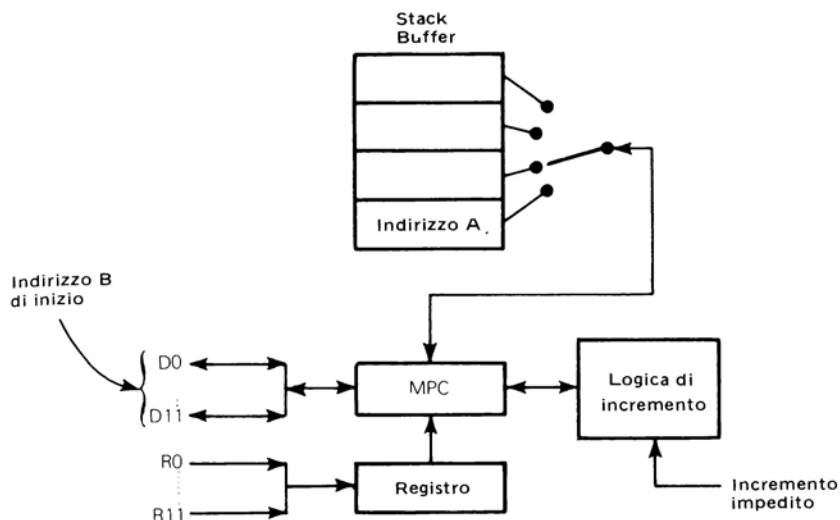 Stack
Buffer
Indirizzo A.
Indirizzo B
di inizio
D0
D11
MPC
Logica di
incremento
R0
R11
Registro
Incremento
impedito